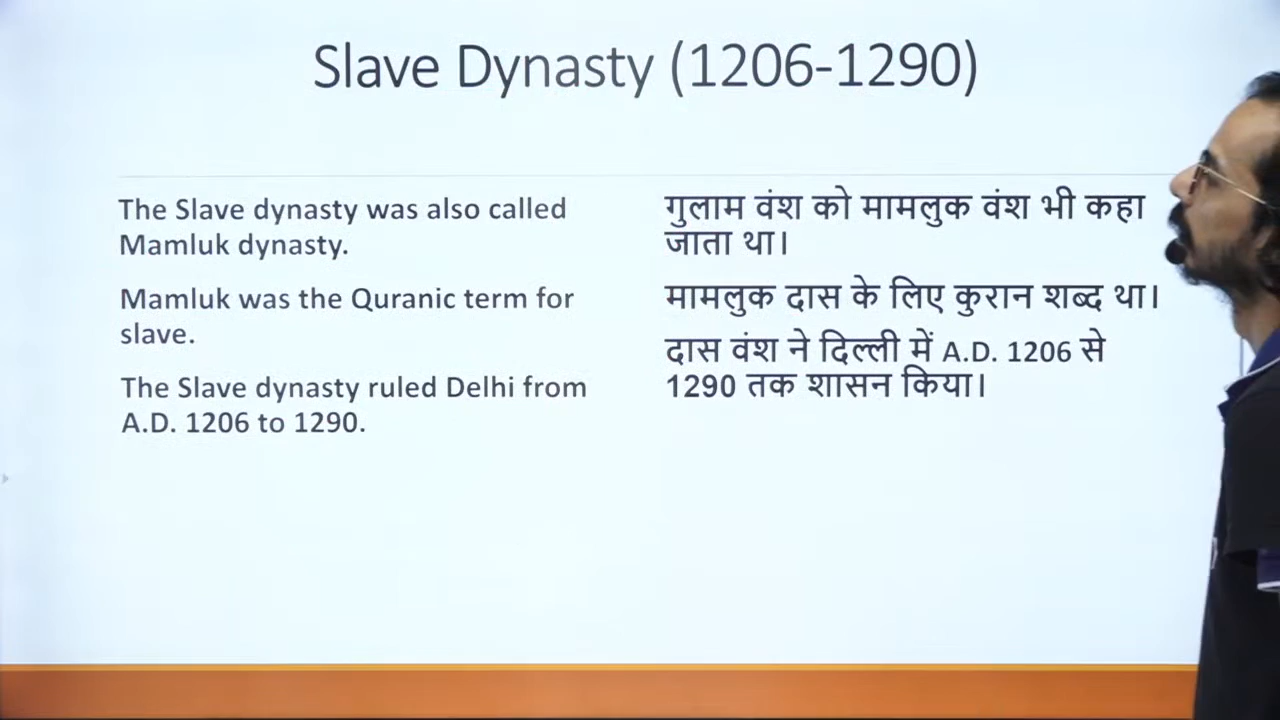 Slave Dynasty (1206-1290)
The Slave dynasty was also called
Mamluk dynasty.
Mamluk was the Quranic term for
slave.
The Slave dynasty ruled Delhi from
A.D. 1206 to 1290.
गुलाम वंश को मामलुक वंश भी कहा
जाता था।
मामलुक दास के लिए कुरान शब्द था।
दास वंश ने दिल्ली में A.D. 1206 से
1290 तक शासन किया।